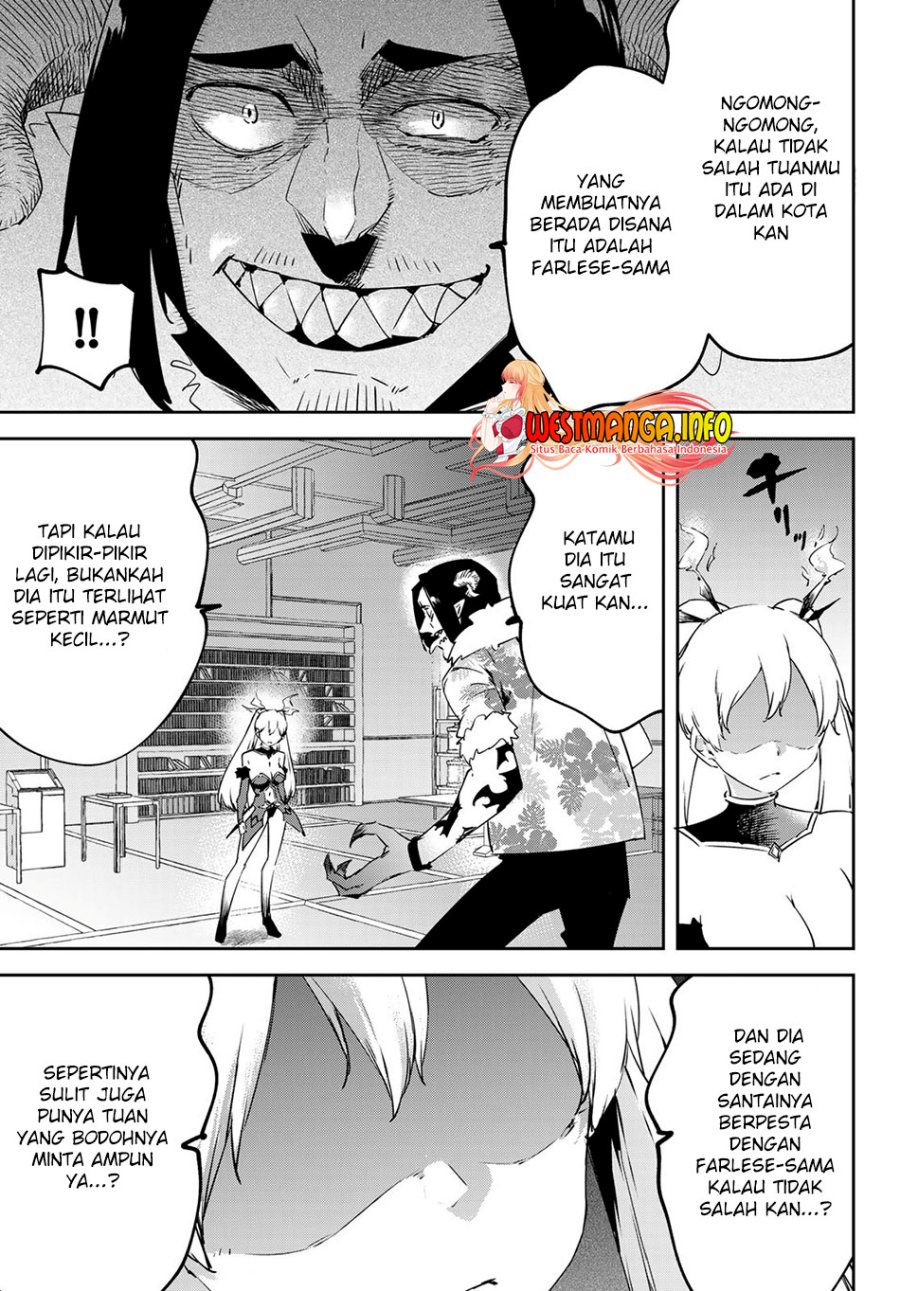 NGOMONG-
NGOMONG,
KALAU TIDAK
SALAH TUANMU
ITU ADA DI
DALAM KOTA
KAN
YANG
MEMBUATNYA
BERADA DISANA
ITU ADALAH
FARLESE-SAMA
!!
WESTMANGA.INFO
Situs Baca Komik Berbahasa Indonesia
KATAMU
DIA ITU
SANGAT
KUAT KAN...
TAPI KALAU
DIPIKIR-PIKIR
LAGI, BUKANKAH
DIA ITU TERLIHAT
SEPERTI MARMUT
KECIL...?
DAN DIA
SEDANG
DENGAN
SANTAINYA
BERPESTA
DENGAN
FARLESE-SAMA
KALAU TIDAK
SALAH KAN...?
SEPERTINYA
SULIT JUGA
PUNYA TUAN
YANG BODOHNYA
MINTA AMPUN
YA...?